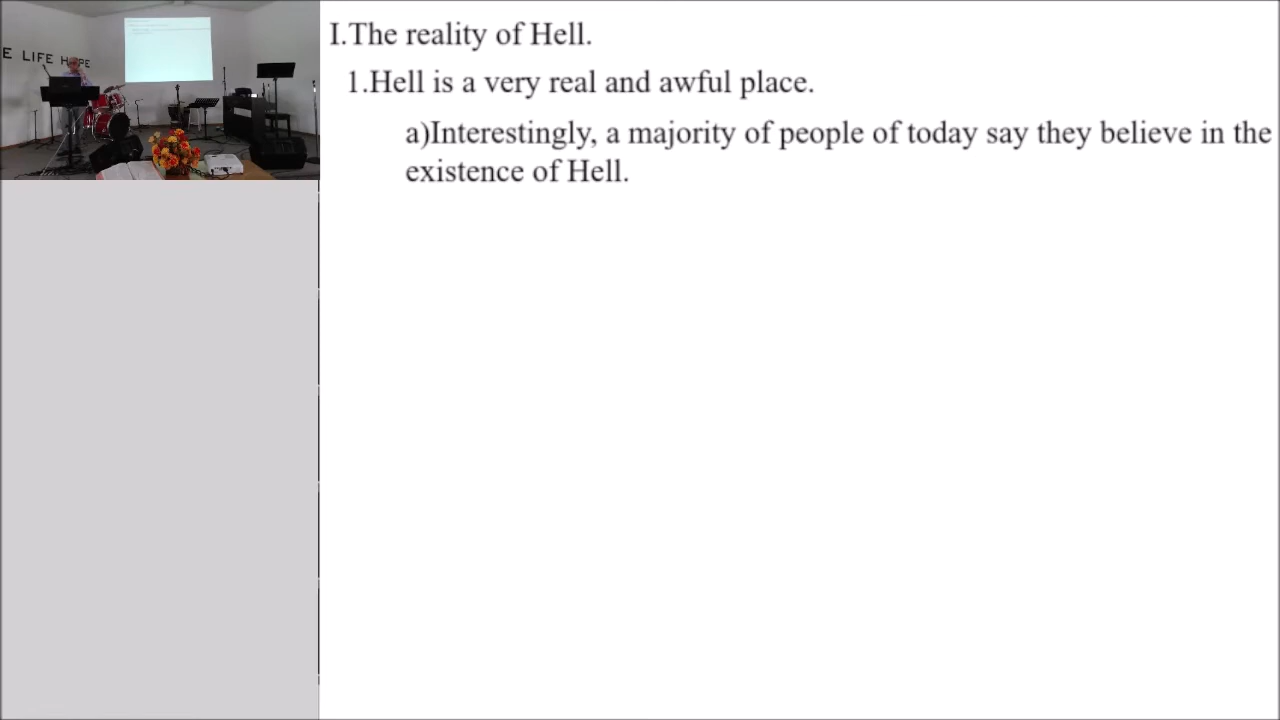 E LIFE H PE
I.The reality of Hell.
1.Hell is a very real and awful place.
a)Interestingly, a majority of people of today say they believe in the
existence of Hell.